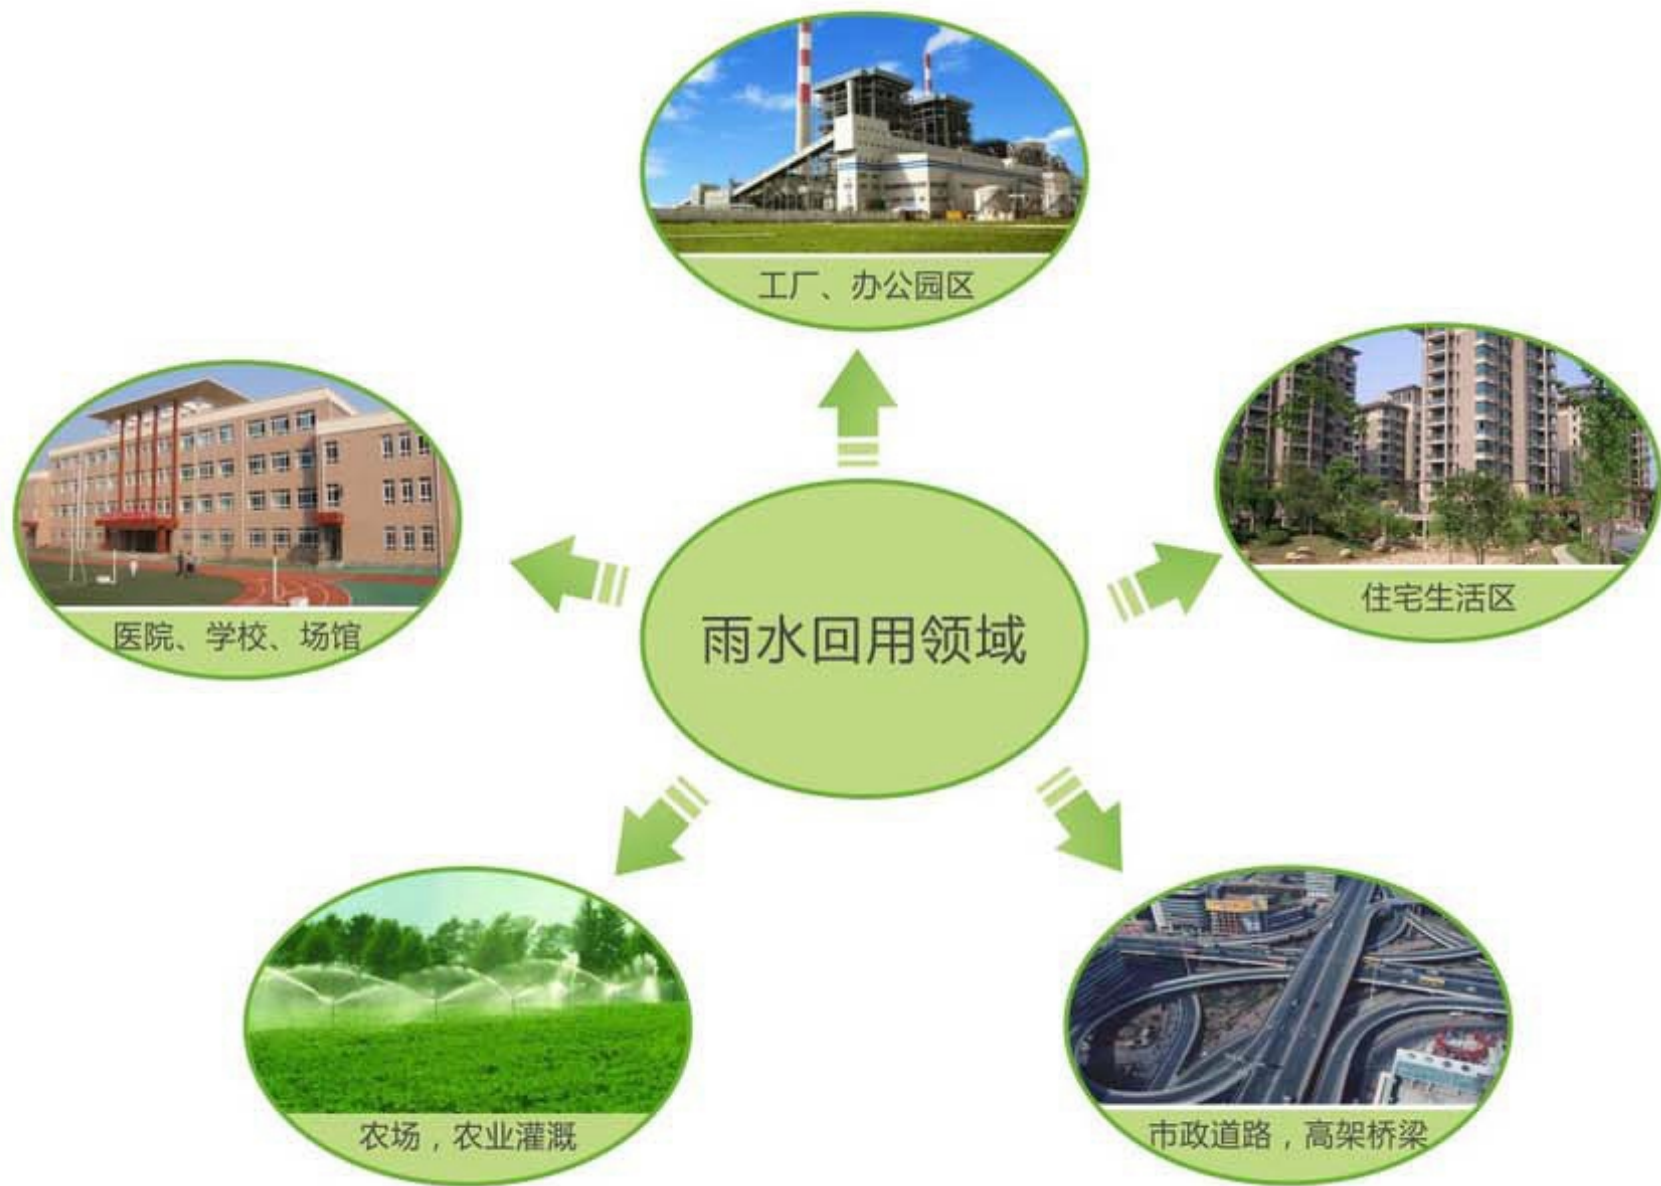 工厂、办公园区
医院、学校、场馆
住宅生活区
雨水回用领域
农场，农业灌溉
市政道路，高架桥梁